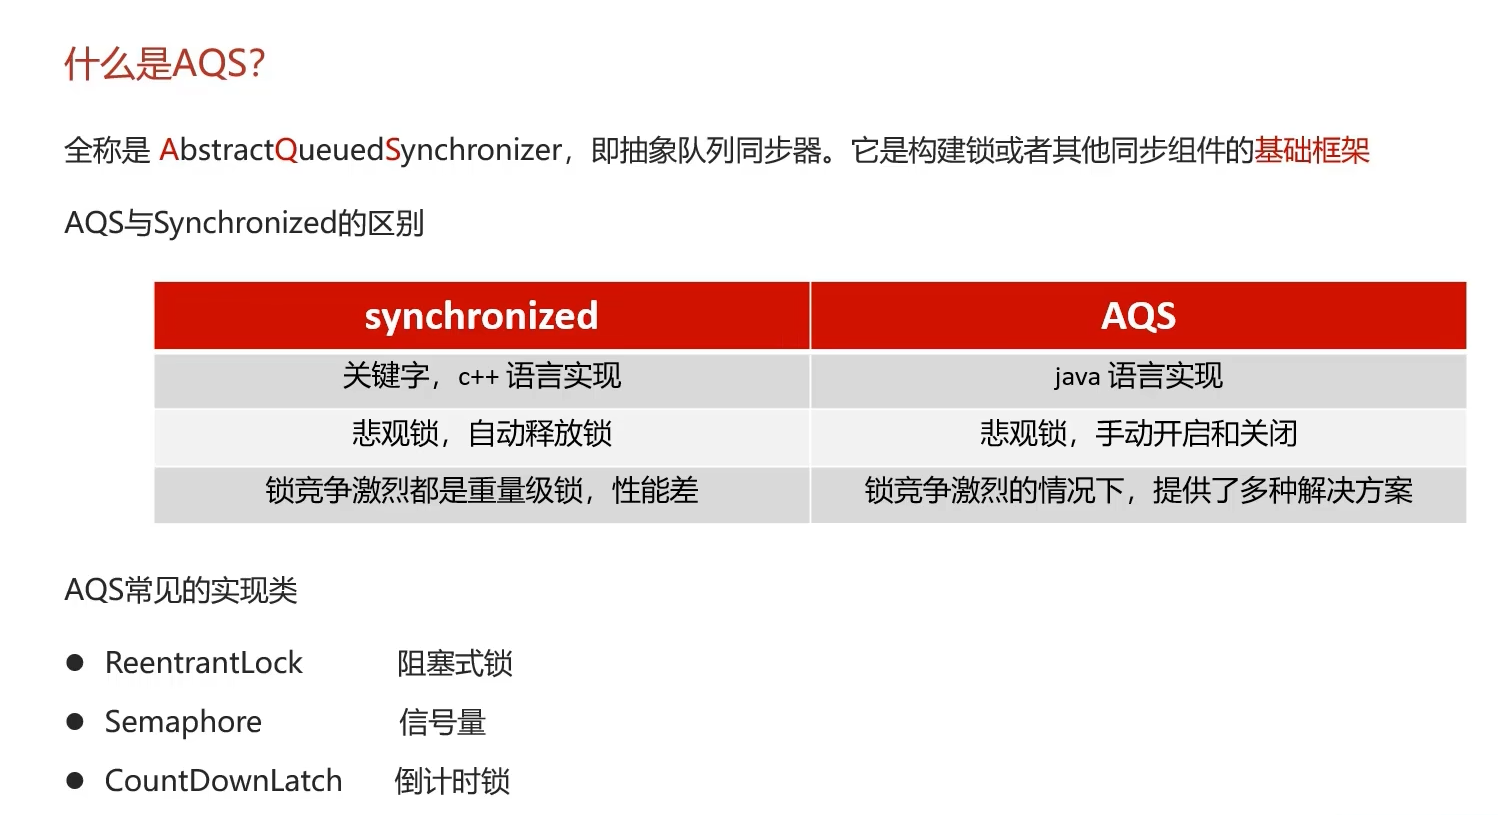 什么是AQS？
全称是 AbstractQueuedSynchronizer，即抽象队列同步器。它是构建锁或者其他同步组件的基础框架
AQS与Synchronized的区别
synchronized AQS
关键字，c++ 语言实现 java 语言实现
悲观锁，自动释放锁 悲观锁，手动开启和关闭
锁竞争激烈都是重量级锁，性能差 锁竞争激烈的情况下，提供了多种解决方案
AQS常见的实现类
● ReentrantLock 阻塞式锁
● Semaphore 信号量
● CountDownLatch 倒计时锁